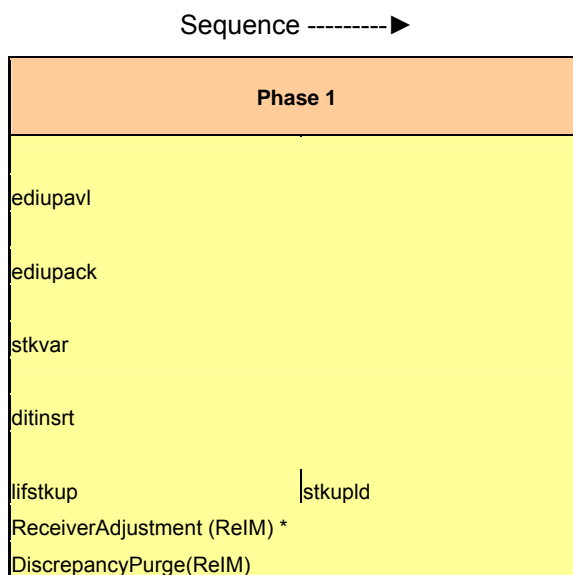 Sequence ---------►
Phase 1
ediupavl
ediupack
stkvar
ditinsrt
lifstkup stkupld
ReceiverAdjustment (ReIM) *
DiscrepancyPurge(ReIM)